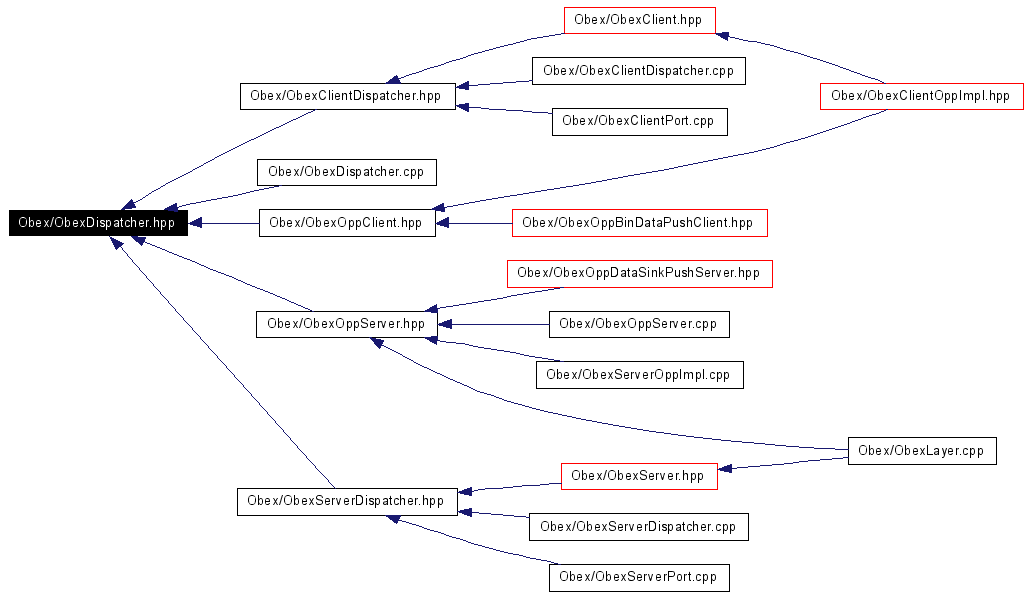 Obex/ObexClient.hpp
Obex/ObexClientDispatcher.cpp
Obex/ObexClientDispatcher.hpp
Obex/ObexClientOppImpl.hpp
Obex/ObexClientPort.cpp
Obex/ObexDispatcher.cpp
Obex/ObexDispatcher.hpp
Obex/ObexOppClient.hpp
Obex/ObexOppBinDataPushClient.hpp
Obex/ObexOppDataSinkPushServer.hpp
Obex/ObexOppServer.hpp
Obex/ObexOppServer.cpp
Obex/ObexServerOppImpl.cpp
Obex/ObexLayer.cpp
Obex/ObexServer.hpp
Obex/ObexServerDispatcher.hpp
Obex/ObexServerDispatcher.cpp
Obex/ObexServerPort.cpp